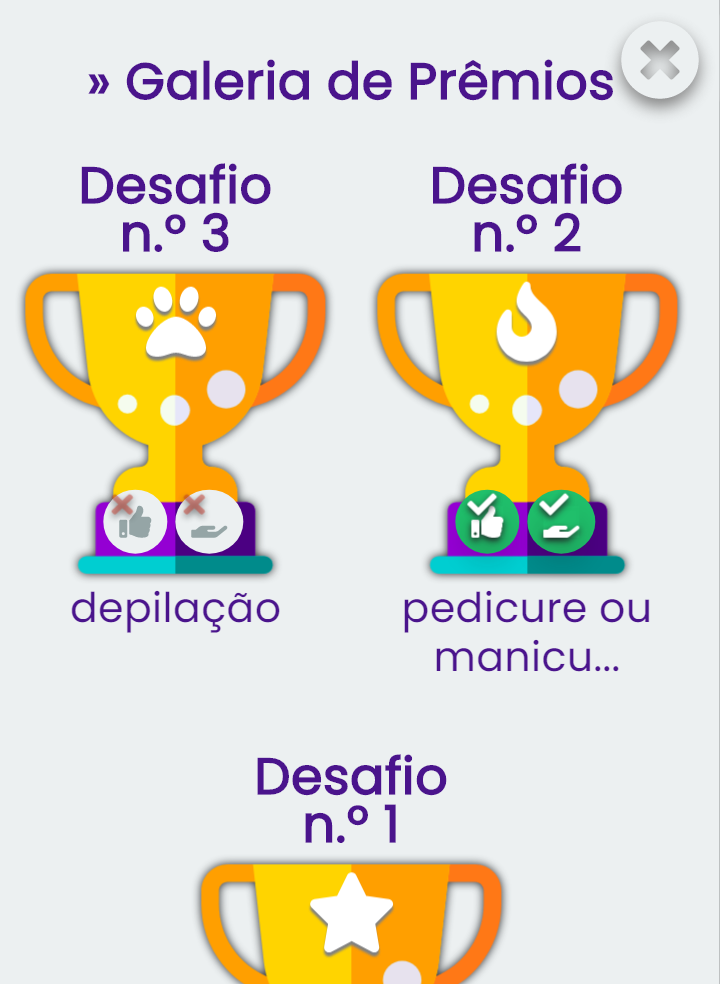 » Galeria de Prêmios
Desafio
n.º 3
Desafio
n.º 2
depilação
pedicure ou
manicu...
Desafio
n.º 1